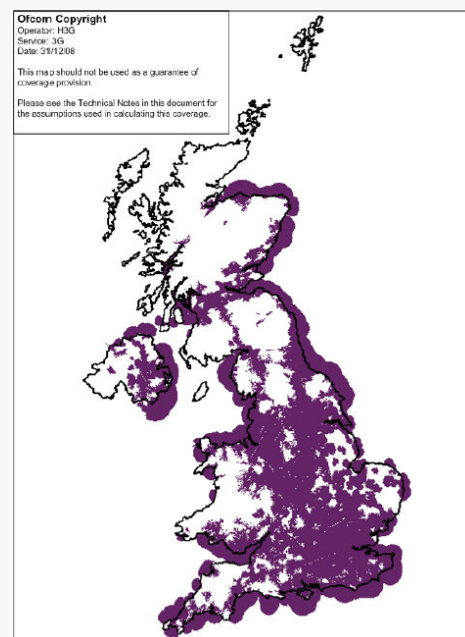 Ofcom Copyright
Operator: H3G
Service: 3G
Date: 31/12/08
This map should not be used as a guarantee of
coverage provision.
Please see the Technical Notes in this document for
the assumptions used in calculating this coverage.